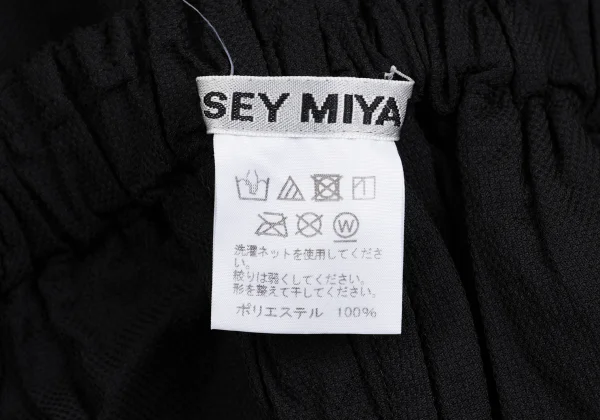 SEY MIYA
W
洗濯ネットを使用してくださ
い。
絞りは弱くしてください。
形を整えて干してください。
ポリエステル 100%